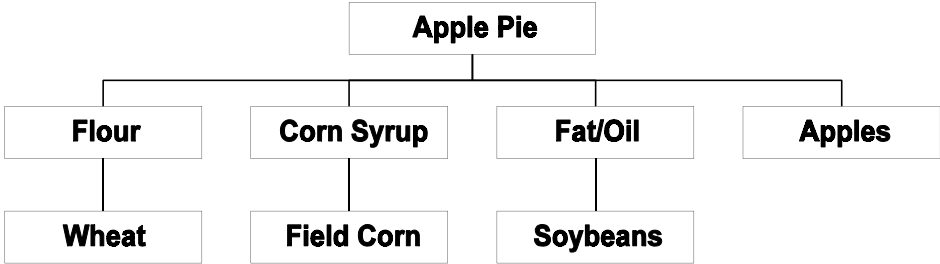 Apple Pie
Flour
Corn Syrup
Fat/Oil
Apples
Wheat
Field Corn
Soybeans